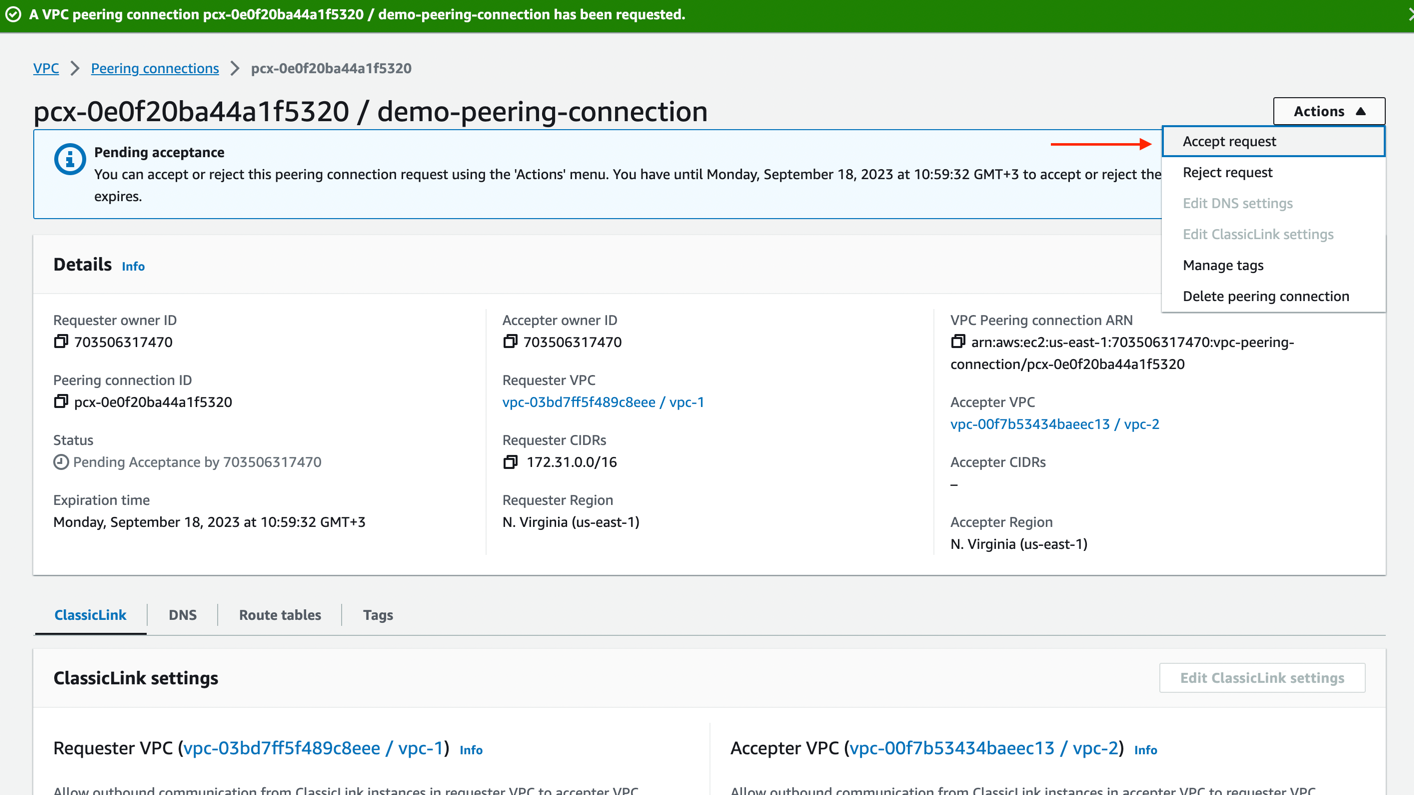 A VPC peering connection pcx-0e0f20ba44a1f5320 / demo-peering-connection has been requested.
VPC > Peering connections > pcx-0e0f20ba44a1f5320
pcx-0e0f20ba44a1f5320 / demo-peering-connection
Actions
Accept request
Reject request
Edit DNS settings
Edit ClassicLink settings
Manage tags
Delete peering connection
Pending acceptance
You can accept or reject this peering connection request using the 'Actions' menu. You have until Monday, September 18, 2023 at 10:59:32 GMT+3 to accept or reject the
expires.
Details Info
Requester owner ID
703506317470
Peering connection ID
pcx-0e0f20ba44a1f5320
Status
Pending Acceptance by 703506317470
Expiration time
Monday, September 18, 2023 at 10:59:32 GMT+3
Accepter owner ID
703506317470
Requester VPC
vpc-03bd7ff5f489c8eee / vpc-1
Requester CIDRs
172.31.0.0/16
Requester Region
N. Virginia (us-east-1)
VPC Peering connection ARN
arn:aws:ec2:us-east-1:703506317470:vpc-peering-
connection/pcx-0e0f20ba44a1f5320
Accepter VPC
vpc-00f7b53434baeec13 / vpc-2
Accepter CIDRs
–
Accepter Region
N. Virginia (us-east-1)
ClassicLink
DNS
Route tables
Tags
ClassicLink settings
Edit ClassicLink settings
Requester VPC (vpc-03bd7ff5f489c8eee / vpc-1) Info
Allow outbound communication from ClassicLink instances in requester VPC to accepter VPC
Accepter VPC (vpc-00f7b53434baeec13 / vpc-2) Info
Allow outbound communication from ClassicLink instances in accepter VPC to requester VPC